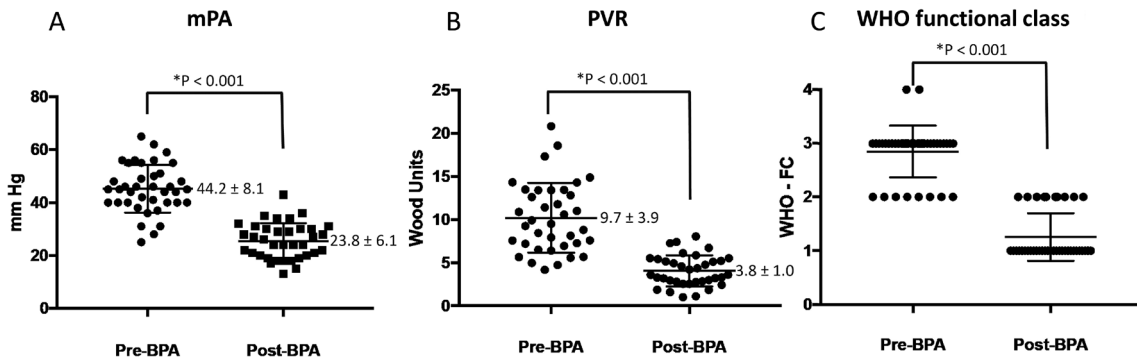 A
mPA
*P < 0.001
80
60
40
20
0
mm Hg
44.2 ± 8.1
23.8 ± 6.1
Pre-BPA
Post-BPA
B
PVR
*P < 0.001
25
20
15
10
5
0
Wood Units
9.7 ± 3.9
3.8 ± 1.0
Pre-BPA
Post-BPA
C
WHO functional class
*P < 0.001
4
3
2
1
0
WHO - FC
Pre-BPA
Post-BPA